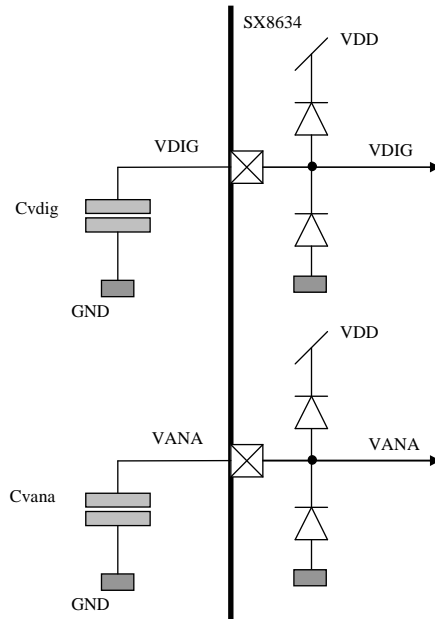 SX8634
VDD
VDIG
VDIG
Cvdig
GND
VDD
VANA
VANA
Cvana
GND